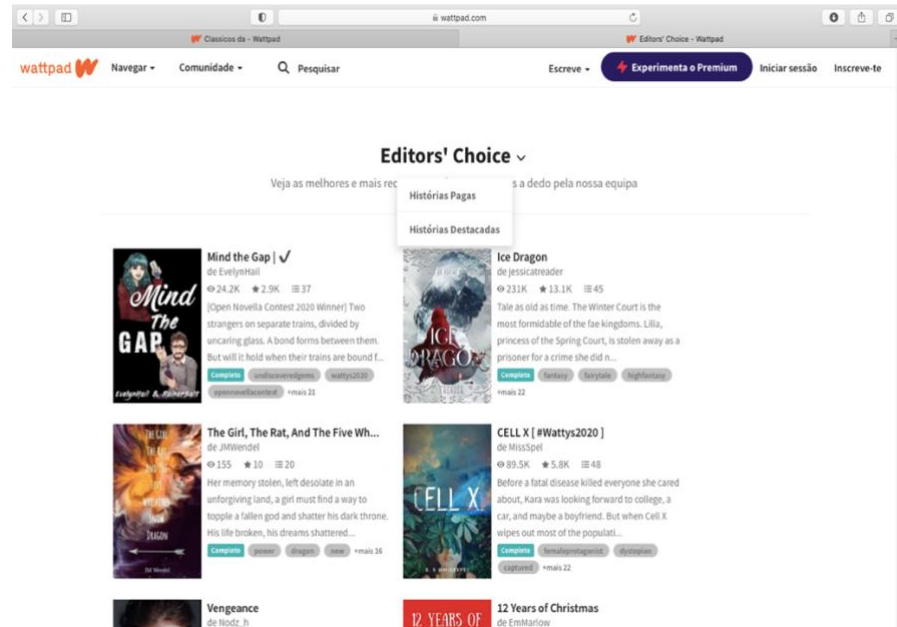 wattpad.com
Classicos da - Wattpad
Editors' Choice - Wattpad
wattpad
Navegar
Comunidade
Pesquisar
Escreve
Experimenta o Premium
Iniciar sessão
Inscreve-te
Editors' Choice
Veja as melhores e mais rec
s a dedo pela nossa equipa
Histórias Pagas
Histórias Destacadas
Mind
The
GAP
EvelynHail &
Mind the Gap | ✓
de EvelynHail
24.2K ★2.9K 37
[Open Novella Contest 2020 Winner] Two
strangers on separate trains, divided by
uncaring glass. A bond forms between them.
But will it hold when their trains are bound f...
Completo undiscoveredgems wattys2020
opennovellacontest +mais 21
ICE
DRAGON
Ice Dragon
de jessicatreader
231K ★13.1K 45
Tale as old as time. The Winter Court is the
most formidable of the fae kingdoms. Lilia,
princess of the Spring Court, is stolen away as a
prisoner for a crime she did n...
Completo fantasy fairytale highfantasy
+mais 22
THE GIRL
DRAGON
The Girl, The Rat, And The Five Wh...
de JMWendel
155 ★10 20
Her memory stolen, left desolate in an
unforgiving land, a girl must find a way to
topple a fallen god and shatter his dark throne.
His life broken, his dreams shattered...
Completo power dragon new +mais 16
CELL X
CELL X [ #Wattys2020 ]
de MissSpel
89.5K ★5.8K 48
Before a fatal disease killed everyone she cared
about, Kara was looking forward to college, a
car, and maybe a boyfriend. But when Cell X
wipes out most of the populati...
Completo femaleprotagonist dystopian
captured +mais 22
Vengeance
de Nodz_h
12 YEARS OF
12 Years of Christmas
de EmMarlow